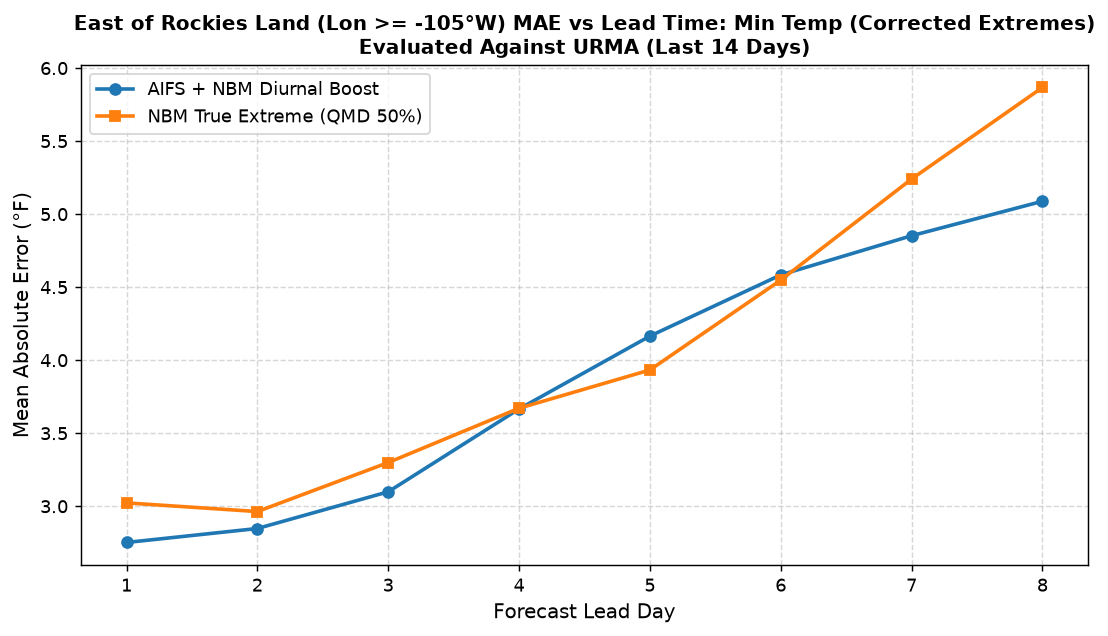 East of Rockies Land (Lon >= -105°W) MAE vs Lead Time: Min Temp (Corrected Extremes)
Evaluated Against URMA (Last 14 Days)
AIFS + NBM Diurnal Boost
NBM True Extreme (QMD 50%)
Mean Absolute Error (°F)
6.0
5.5
5.0
4.5
4.0
3.5
3.0
1 2 3 4 5 6 7 8
Forecast Lead Day